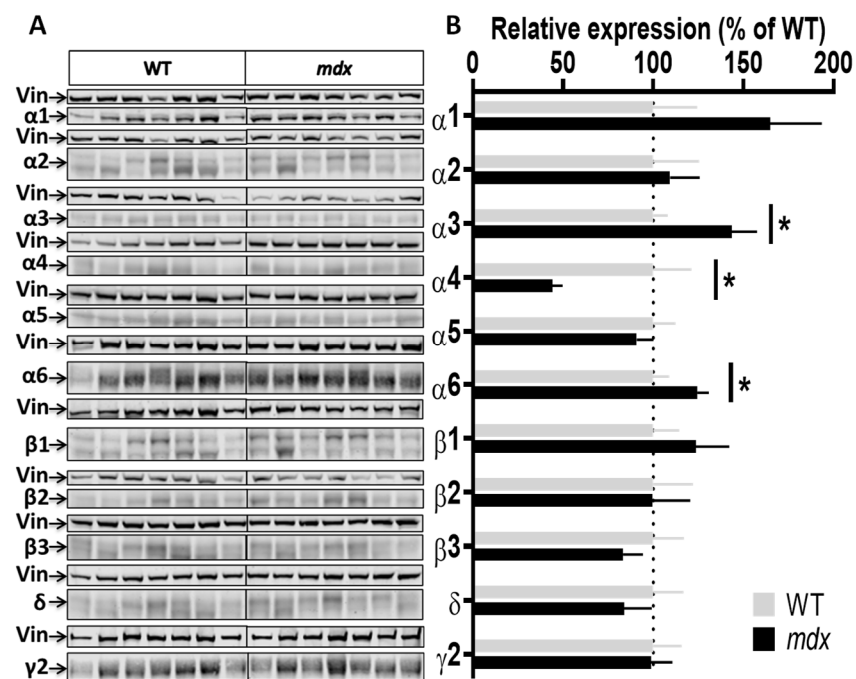 A
WT mdx
Vin→
α1→
Vin→
α2→
Vin→
α3→
Vin→
α4→
Vin→
α5→
Vin→
α6→
Vin→
β1→
Vin→
β2→
Vin→
β3→
Vin→
δ→
Vin→
γ2→
B
Relative expression (% of WT)
0 50 100 150 200
α1
α2
α3 *
α4 *
α5
α6 *
β1
β2
β3
δ
γ2
WT
mdx